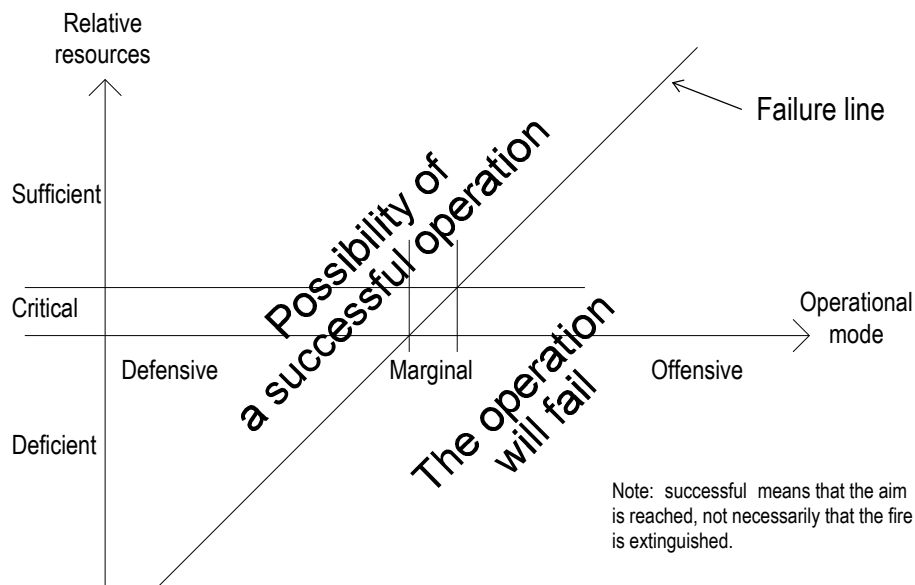 Relative
resources
Failure line
Sufficient
Possibility of
a successful operation
Critical
Operational
mode
Defensive
Marginal
Offensive
The operation
will fail
Deficient
Note: successful means that the aim
is reached, not necessarily that the fire
is extinguished.